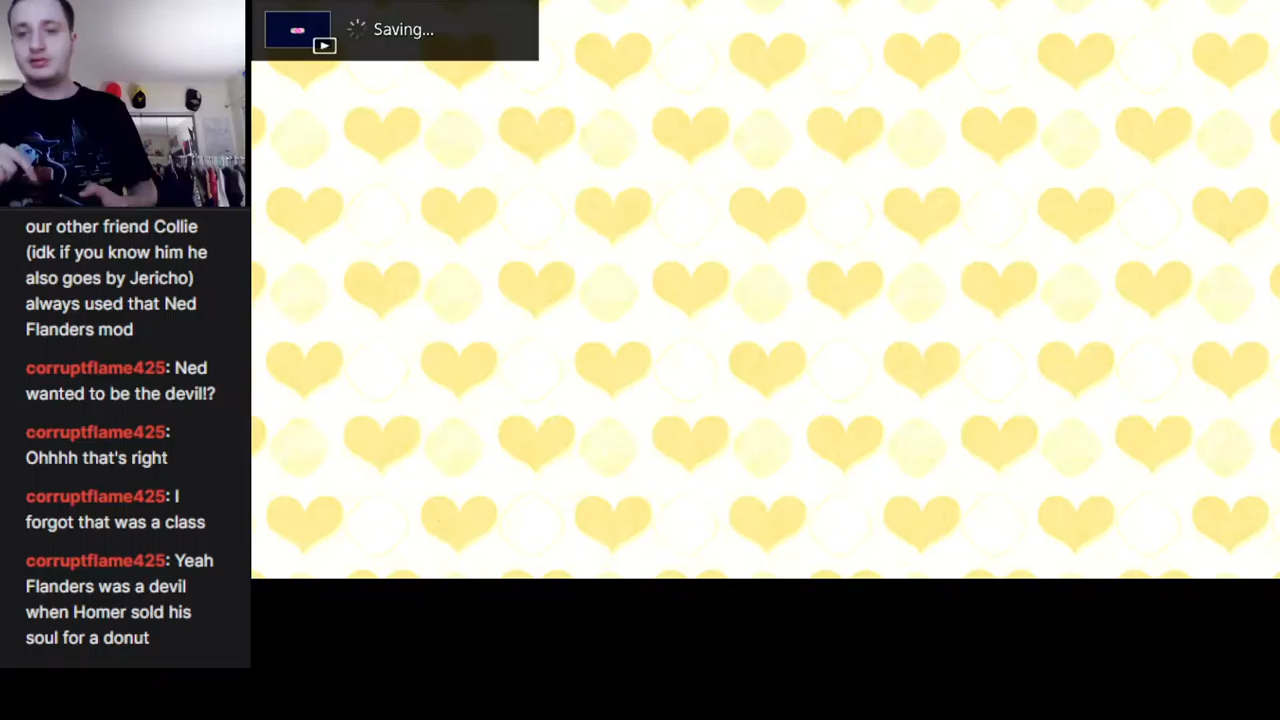 Saving...
our other friend Collie
(idk if you know him he
also goes by Jericho)
always used that Ned
Flanders mod
corruptflame425: Ned
wanted to be the devil!?
corruptflame425:
Ohhhh that's right
corruptflame425: I
forgot that was a class
corruptflame425: Yeah
Flanders was a devil
when Homer sold his
soul for a donut